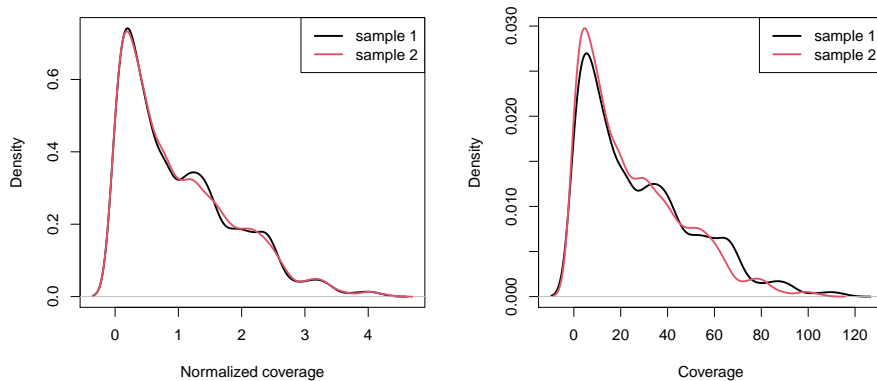 sample 1
sample 2
Density
0.0
0.2
0.4
0.6
0 1 2 3 4
Normalized coverage
sample 1
sample 2
Density
0.000
0.010
0.020
0.030
0 20 40 60 80 100 120
Coverage